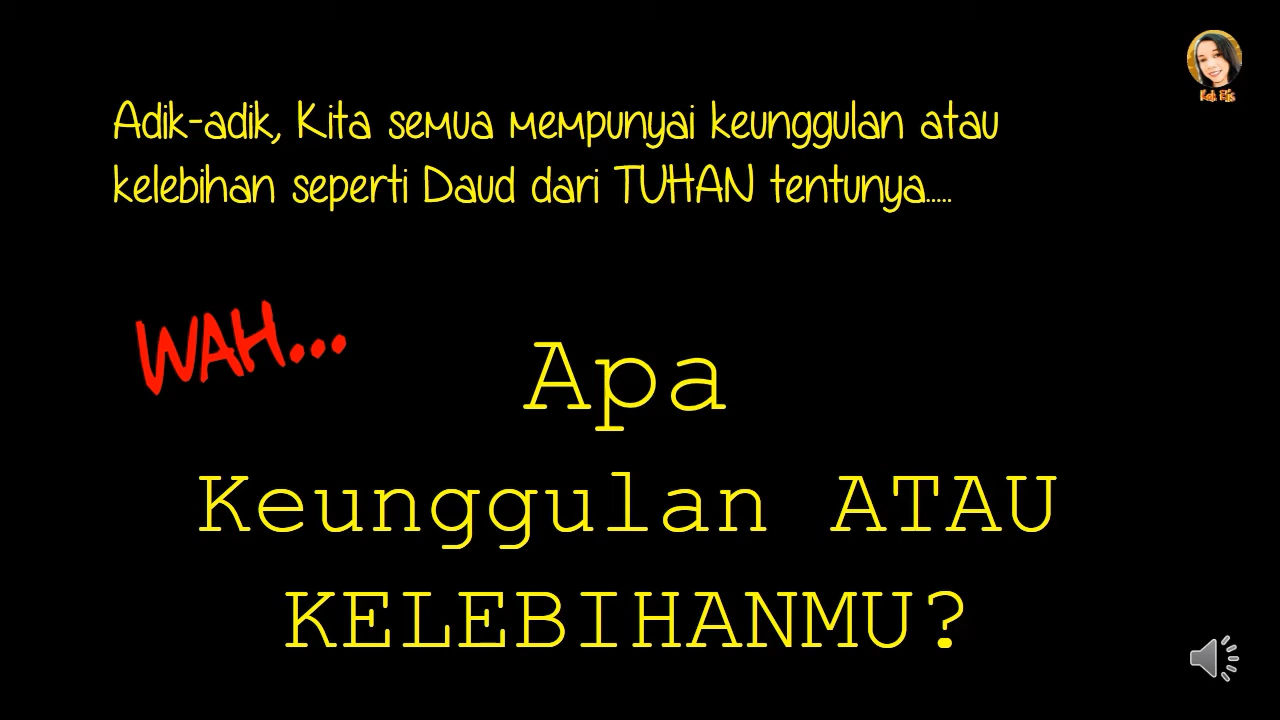 Adik-adik, Kita semua mempunyai keunggulan atau
kelebihan seperti Daud dari TUHAN tentunya.....
WAH...
Apa
Keunggulan ATAU
KELEBIHANMU?